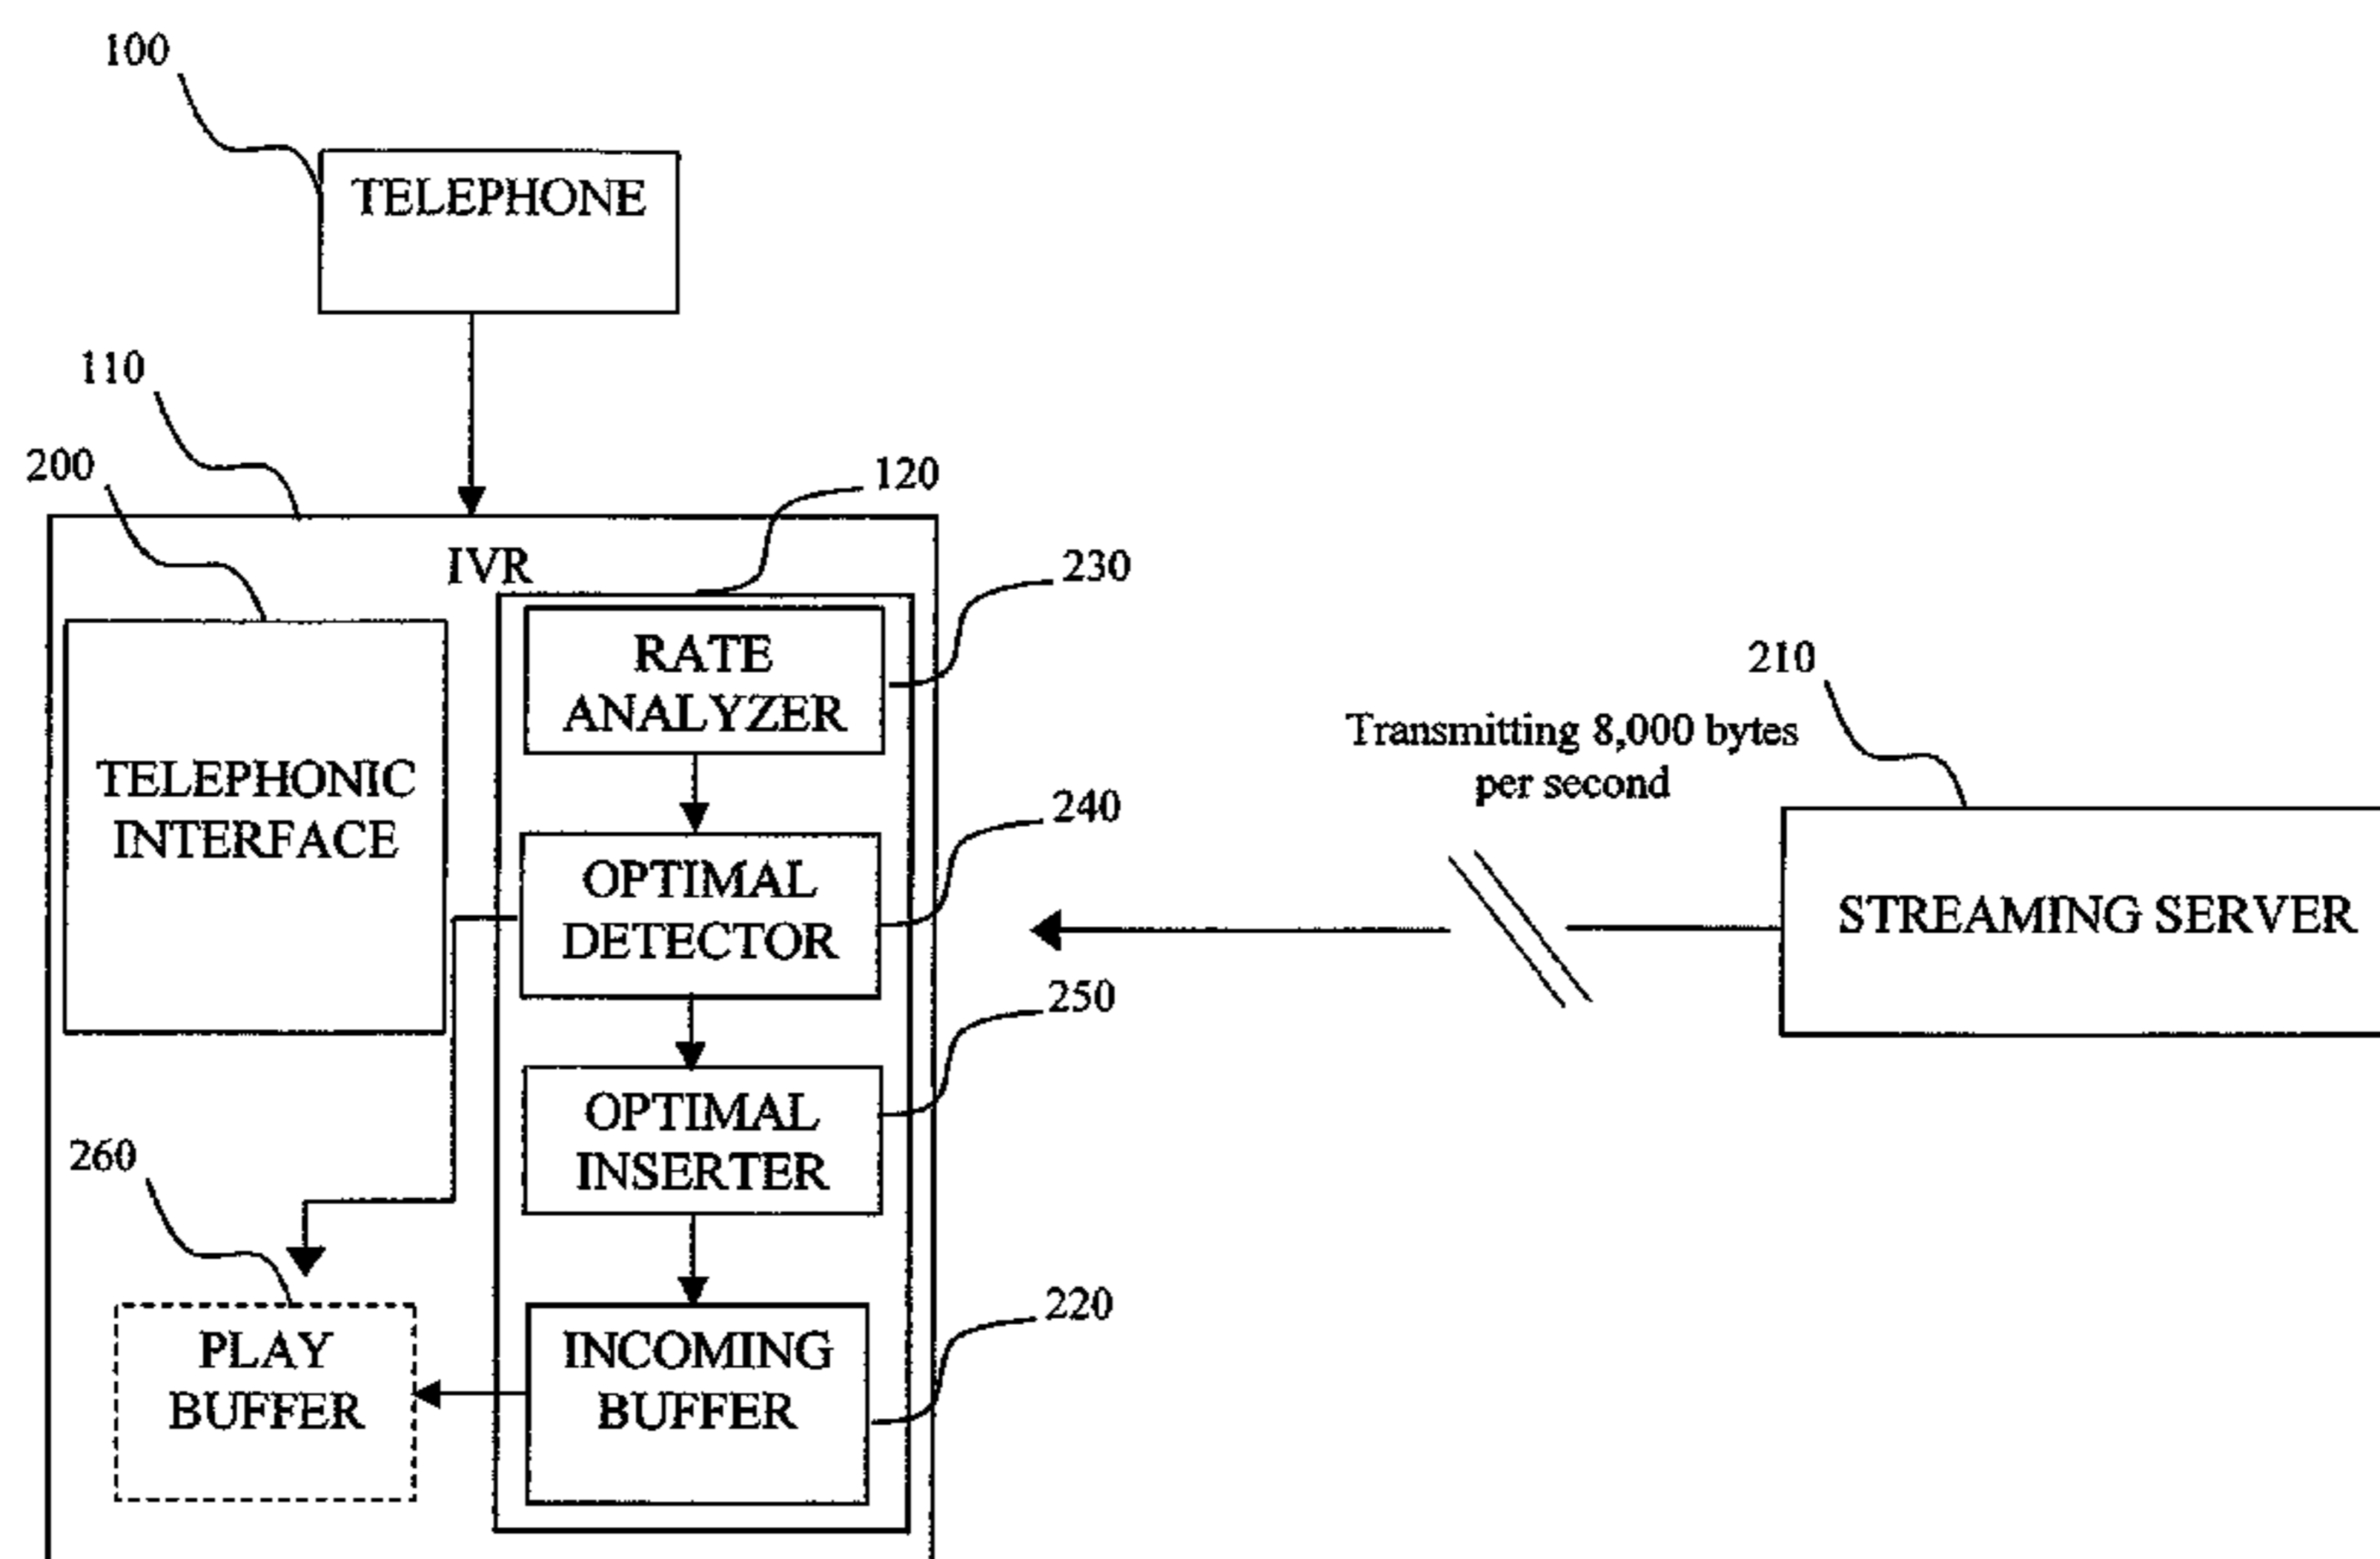 100
TELEPHONE
110
200
120
IVR
230
RATE
ANALYZER
210
Transmitting 8,000 bytes
per second
TELEPHONIC
INTERFACE
240
OPTIMAL
DETECTOR
STREAMING SERVER
250
OPTIMAL
INSERTER
260
220
PLAY
BUFFER
INCOMING
BUFFER